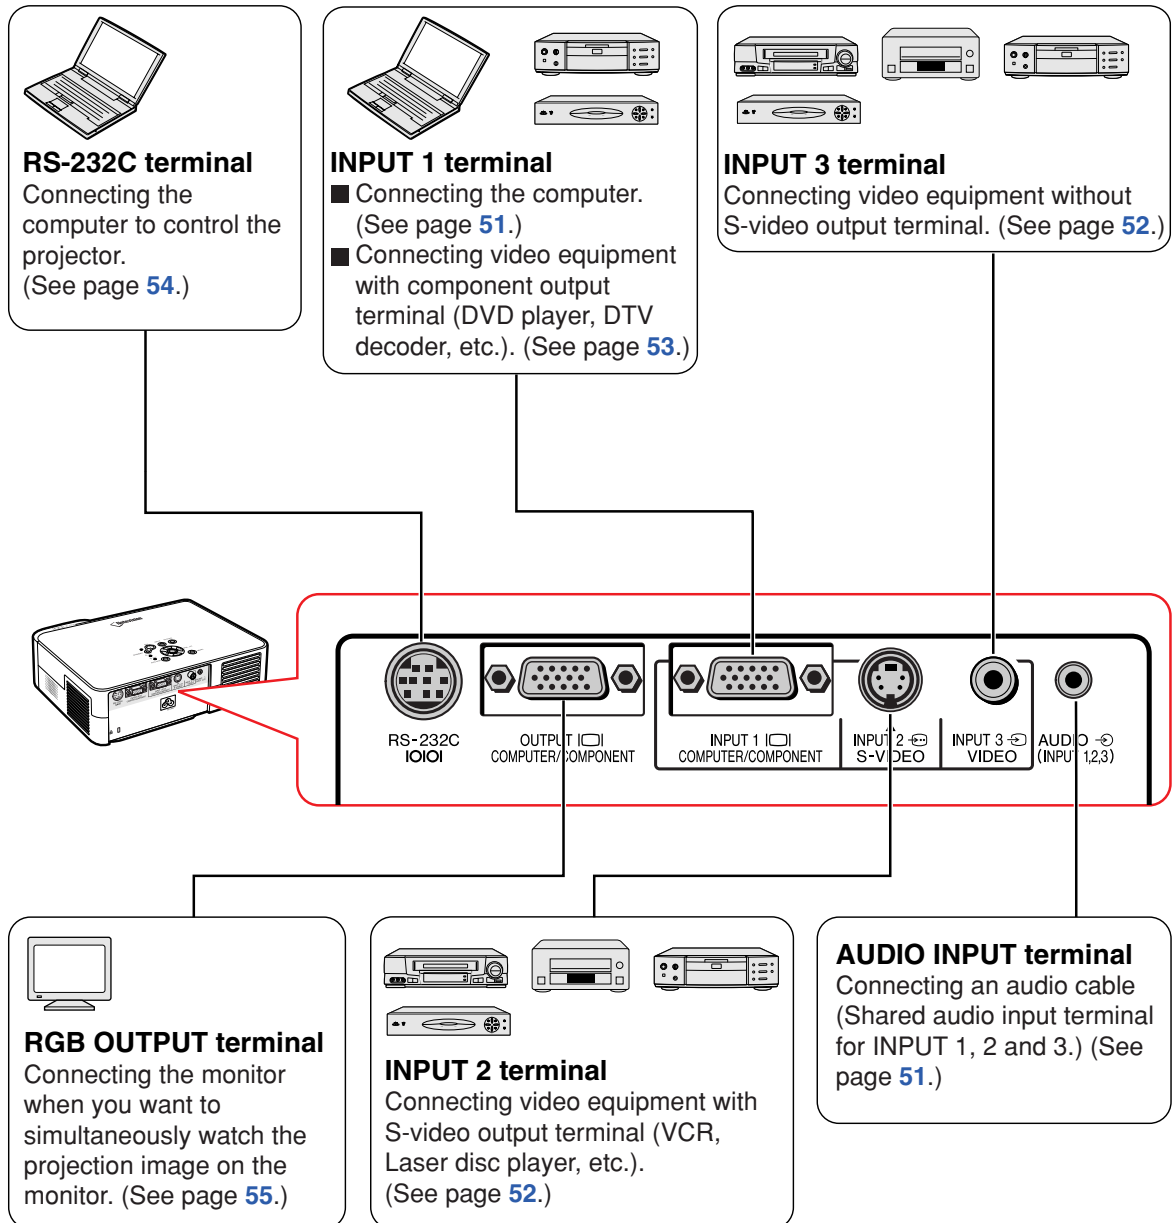 RS-232C terminal
Connecting the
computer to control the
projector.
(See page 54.)
INPUT 1 terminal
■ Connecting the computer.
(See page 51.)
■ Connecting video equipment
with component output
terminal (DVD player, DTV
decoder, etc.). (See page 53.)
INPUT 3 terminal
Connecting video equipment without
S-video output terminal. (See page 52.)
RS-232C
IOIOI
OUTPUT
COMPUTER/COMPONENT
INPUT 1
COMPUTER/COMPONENT
INPUT 2
S-VIDEO
INPUT 3
VIDEO
AUDIO
(INPUT 1,2,3)
RGB OUTPUT terminal
Connecting the monitor
when you want to
simultaneously watch the
projection image on the
monitor. (See page 55.)
INPUT 2 terminal
Connecting video equipment with
S-video output terminal (VCR,
Laser disc player, etc.).
(See page 52.)
AUDIO INPUT terminal
Connecting an audio cable
(Shared audio input terminal
for INPUT 1, 2 and 3.) (See
page 51.)